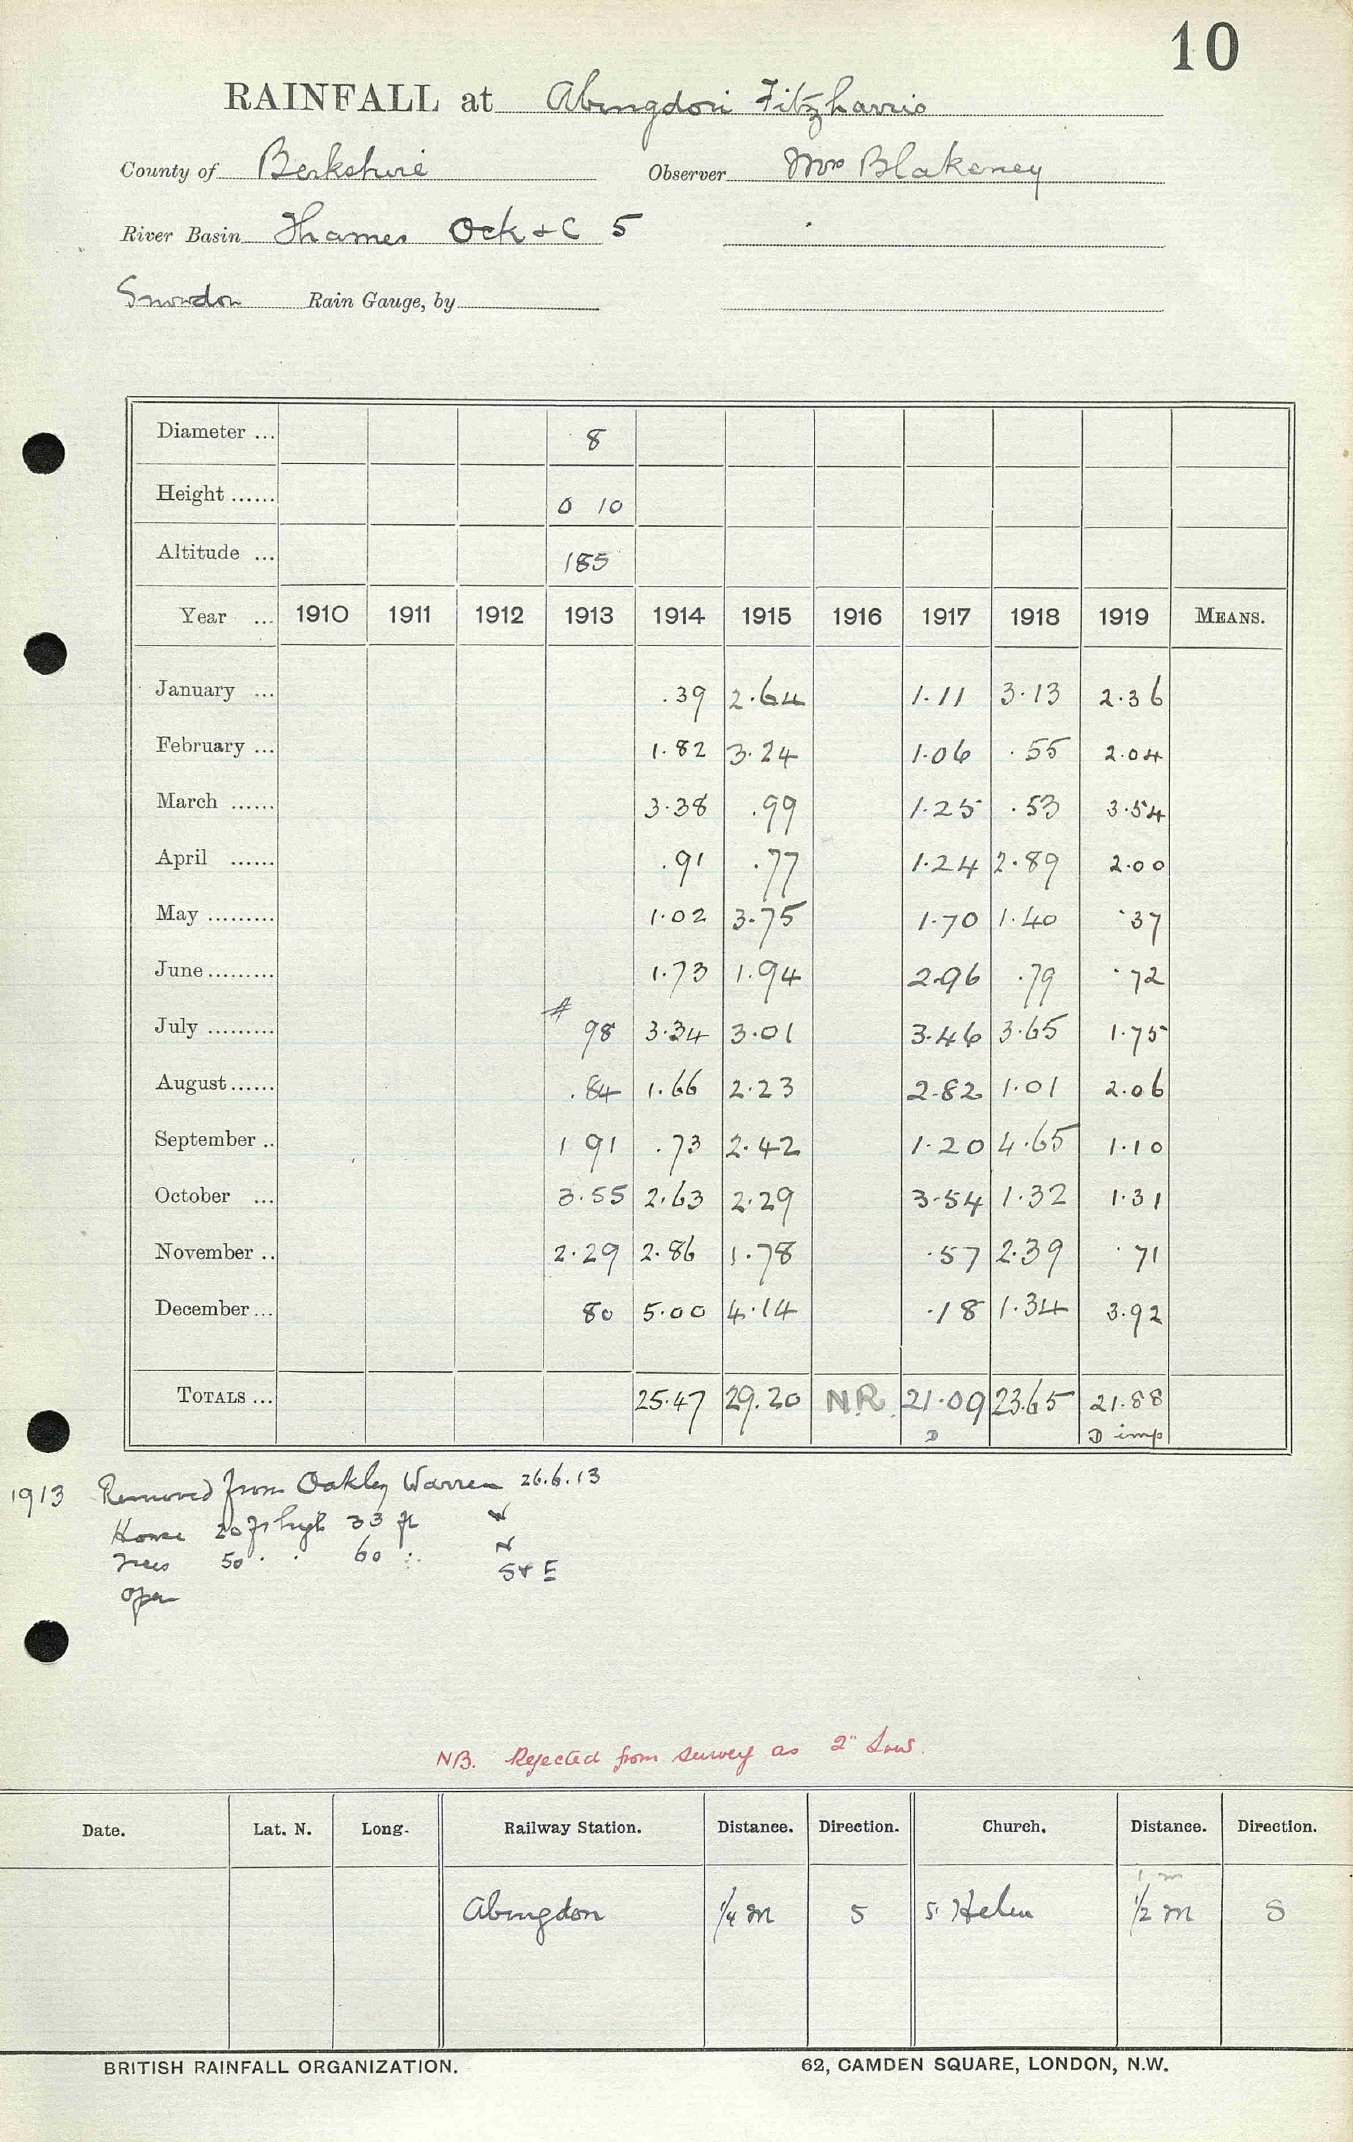 10
RAINFALL at Abingdon Fitzharris
County of Berkshire Observer Mrs Blakeney
River Basin Thames Ock + C 5
Snowdon Rain Gauge, by
Diameter ... 8
Height ...... 0 10
Altitude ... 185
Year ... 1910 1911 1912 1913 1914 1915 1916 1917 1918 1919 MEANS.
January ... .39 2.64 1.11 3.13 2.36
February ... 1.82 3.24 1.06 .55 2.04
March ...... 3.38 .99 1.25 .53 3.54
April ...... .91 .77 1.24 2.89 2.00
May ......... 1.02 3.75 1.70 1.40 .37
June ......... 1.73 1.94 2.96 .79 .72
July ......... # 98 3.34 3.01 3.46 3.65 1.75
August ...... .84 1.66 2.23 2.82 1.01 2.06
September .. 1 91 .73 2.42 1.20 4.65 1.10
October ... 3.55 2.63 2.29 3.54 1.32 1.31
November .. 2.29 2.86 1.78 .57 2.39 .71
December ... 80 5.00 4.14 .18 1.34 3.92
TOTALS ... 25.47 29.20 N.R. 21.09 23.65 21.88
D D imp
1913 Removed from Oakley Warren 26.6.13
House 20 ft high 33 ft W
Trees 50 " " 60 " N
Open S + E
NB. Rejected from survey as 2" low.
Date. Lat. N. Long. Railway Station. Distance. Direction. Church. Distance. Direction.
Abingdon 1/4 m S S. Helen 1/2 m S
BRITISH RAINFALL ORGANIZATION. 62, CAMDEN SQUARE, LONDON, N.W.